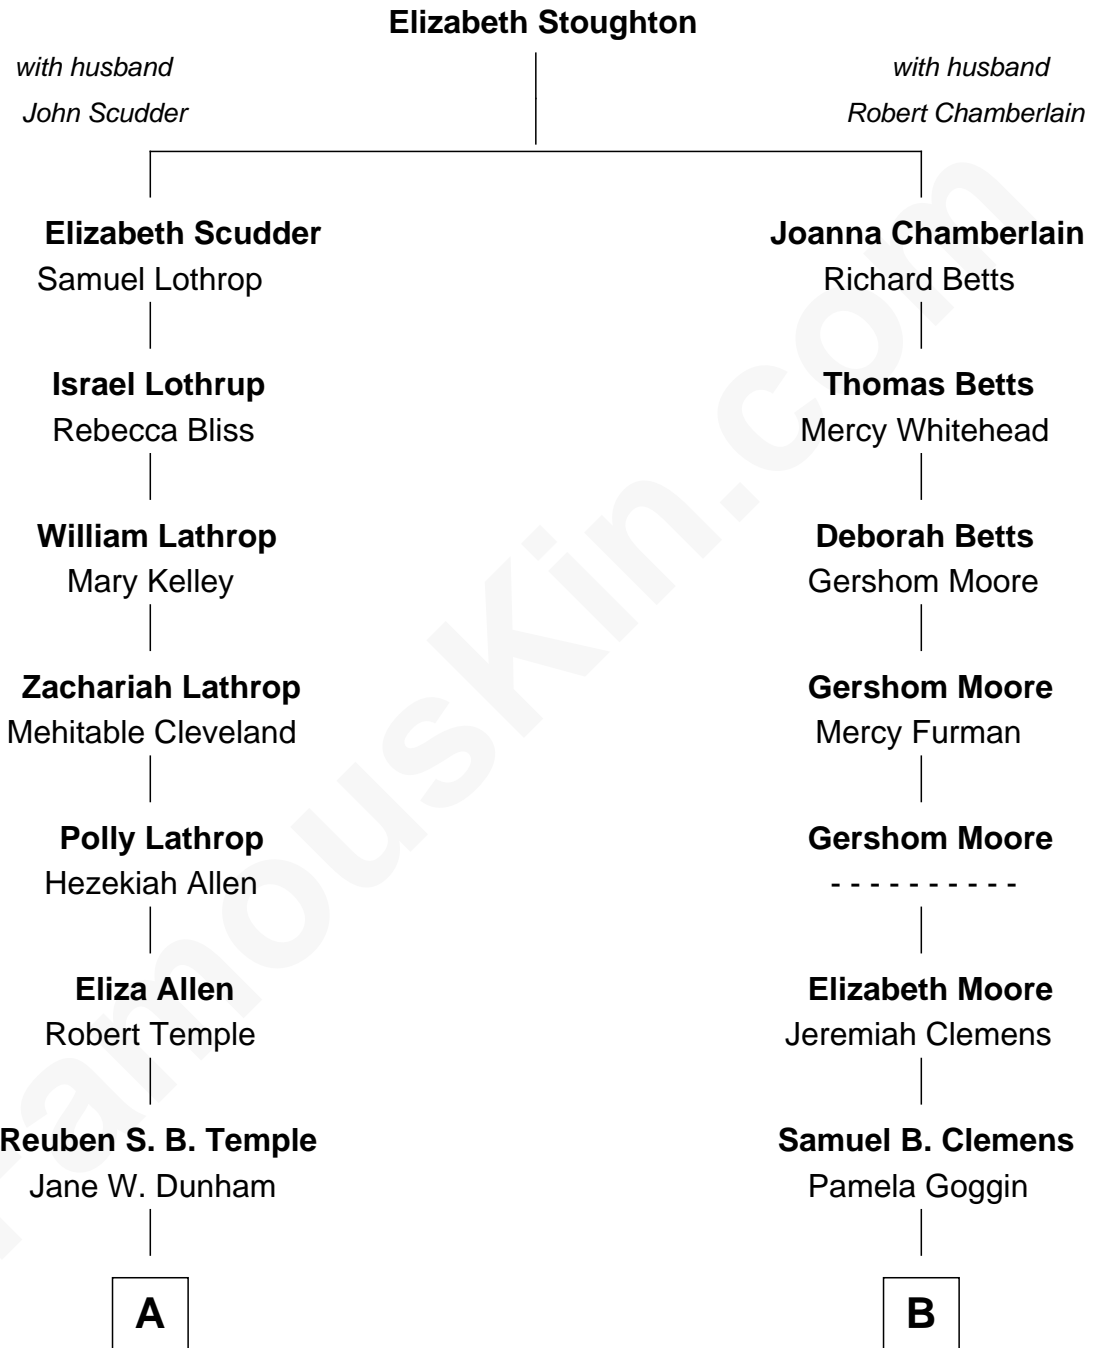 Elizabeth Stoughton
with husband
John Scudder
with husband
Robert Chamberlain
Elizabeth Scudder
Samuel Lothrop
Joanna Chamberlain
Richard Betts
Israel Lothrup
Rebecca Bliss
Thomas Betts
Mercy Whitehead
William Lathrop
Mary Kelley
Deborah Betts
Gershom Moore
Zachariah Lathrop
Mehitable Cleveland
Gershom Moore
Mercy Furman
Polly Lathrop
Hezekiah Allen
Gershom Moore
- - - - - - - - - -
Eliza Allen
Robert Temple
Elizabeth Moore
Jeremiah Clemens
Reuben S. B. Temple
Jane W. Dunham
Samuel B. Clemens
Pamela Goggin
A
B
FamousKin.com